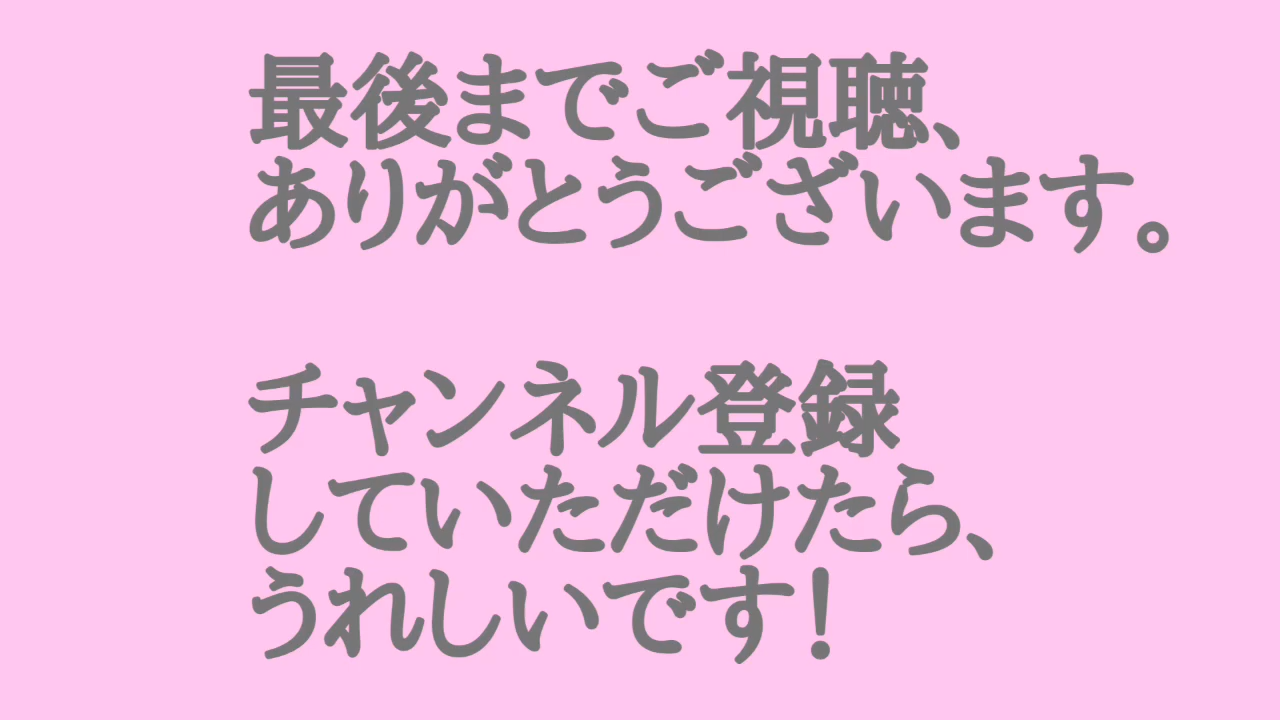 最後までご視聴、
ありがとうございます。
チャンネル登録
していただけたら、
うれしいです！